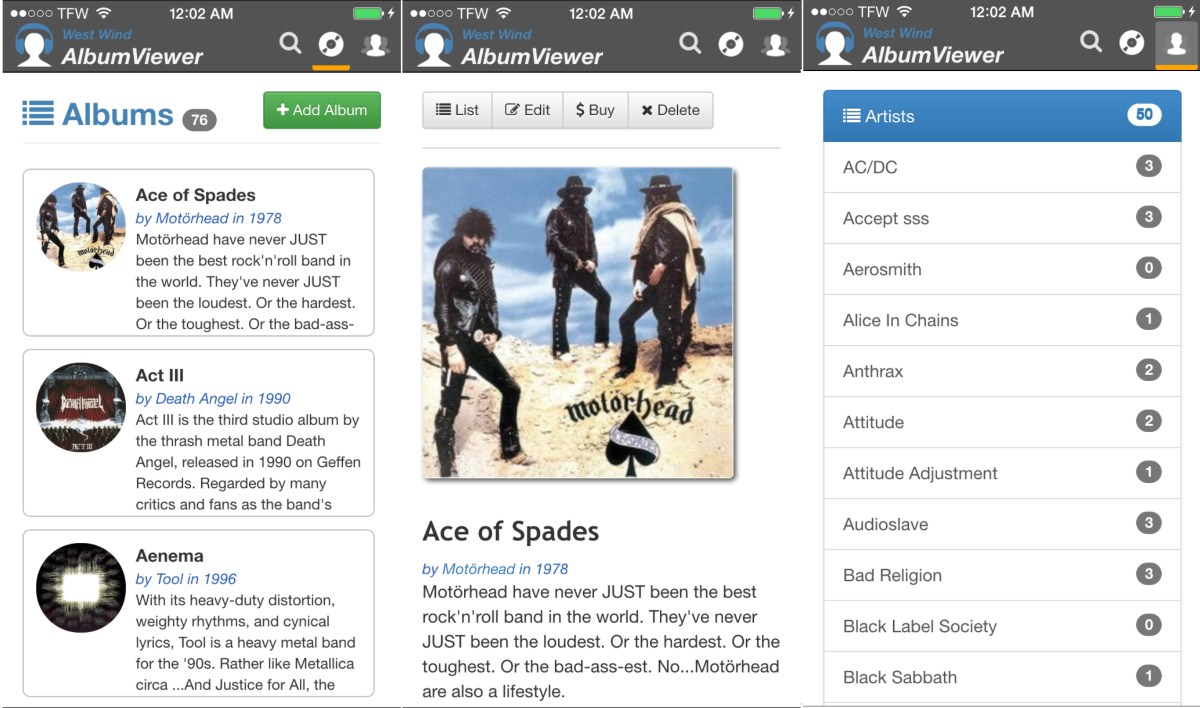 TFW 12:02 AM
West Wind
AlbumViewer
Albums 76
+ Add Album
Ace of Spades
by Motörhead in 1978
Motörhead have never JUST
been the best rock'n'roll band in
the world. They've never JUST
been the loudest. Or the hardest.
Or the toughest. Or the bad-ass-
motörhead
Act III
by Death Angel in 1990
Act III is the third studio album by
the thrash metal band Death
Angel, released in 1990 on Geffen
Records. Regarded by many
critics and fans as the band's
DEATH ANGEL
ACT III
Aenema
by Tool in 1996
With its heavy-duty distortion,
weighty rhythms, and cynical
lyrics, Tool is a heavy metal band
for the '90s. Rather like Metallica
circa ...And Justice for All, the
TFW 12:02 AM
West Wind
AlbumViewer
List Edit $ Buy Delete
motörhead
ACE OF SPADES
Ace of Spades
by Motörhead in 1978
Motörhead have never JUST been the best
rock'n'roll band in the world. They've never
JUST been the loudest. Or the hardest. Or the
toughest. Or the bad-ass-est. No...Motörhead
are also a lifestyle.
TFW 12:02 AM
West Wind
AlbumViewer
Artists 50
AC/DC 3
Accept sss 3
Aerosmith 0
Alice In Chains 1
Anthrax 2
Attitude 2
Attitude Adjustment 1
Audioslave 3
Bad Religion 3
Black Label Society 0
Black Sabbath 1